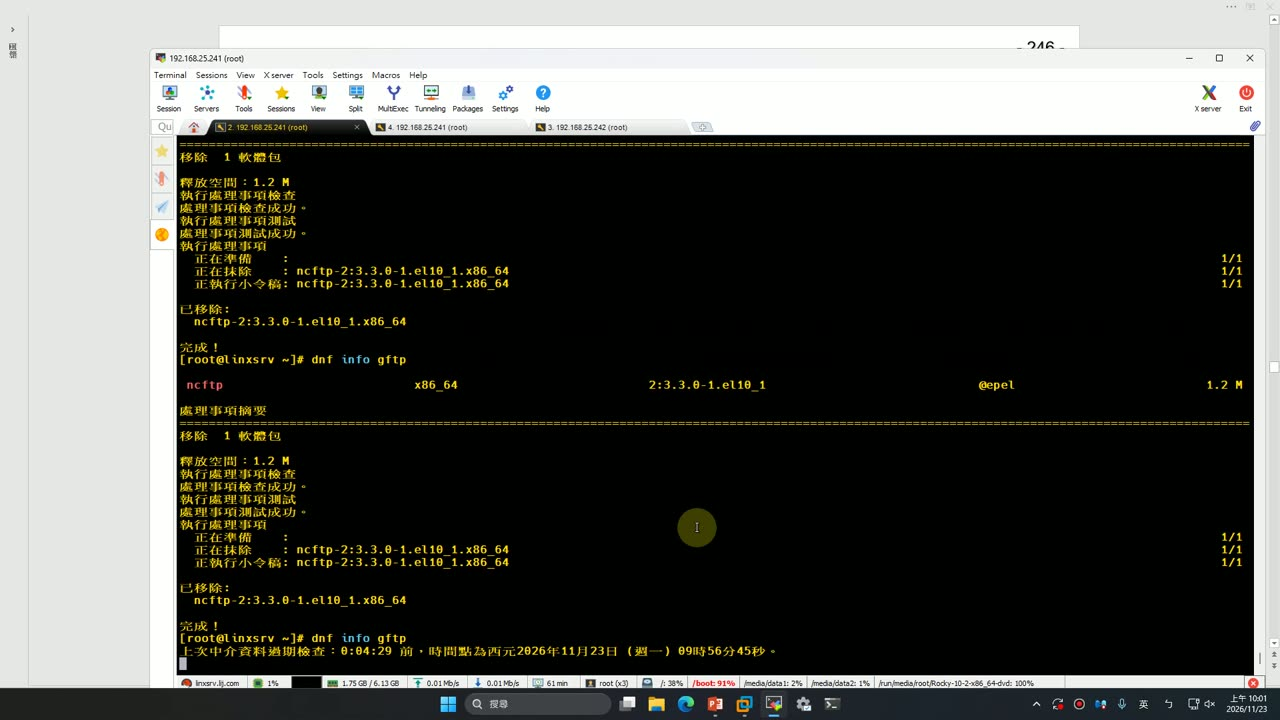 - 246 -
192.168.25.241 (root)
Terminal Sessions View X server Tools Settings Macros Help
Session Servers Tools Sessions View Split MultiExec Tunneling Packages Settings Help X server Exit
Qu 2. 192.168.25.241 (root) 4. 192.168.25.241 (root) 3. 192.168.25.242 (root)
移除 1 軟體包
釋放空間：1.2 M
執行處理事項檢查
處理事項檢查成功。
執行處理事項測試
處理事項測試成功。
執行處理事項
正在準備 : 1/1
正在抹除 : ncftp-2:3.3.0-1.el10_1.x86_64 1/1
正執行小令稿: ncftp-2:3.3.0-1.el10_1.x86_64 1/1
已移除:
ncftp-2:3.3.0-1.el10_1.x86_64
完成！
[root@linxsrv ~]# dnf info gftp
ncftp x86_64 2:3.3.0-1.el10_1 @epel 1.2 M
處理事項摘要
移除 1 軟體包
釋放空間：1.2 M
執行處理事項檢查
處理事項檢查成功。
執行處理事項測試
處理事項測試成功。
執行處理事項
正在準備 : 1/1
正在抹除 : ncftp-2:3.3.0-1.el10_1.x86_64 1/1
正執行小令稿: ncftp-2:3.3.0-1.el10_1.x86_64 1/1
已移除:
ncftp-2:3.3.0-1.el10_1.x86_64
完成！
[root@linxsrv ~]# dnf info gftp
上次中介資料過期檢查：0:04:29 前，時間點為西元2026年11月23日 (週一) 09時56分45秒。
linxsrv.lij.com 1% 1.75 GB / 6.13 GB 0.01 Mb/s 0.01 Mb/s 61 min root (x3) /: 38% /boot: 91% /media/data1: 2% /media/data2: 1% /run/media/root/Rocky-10-2-x86_64-dvd: 100%
搜尋 英 上午 10:01
2026/11/23